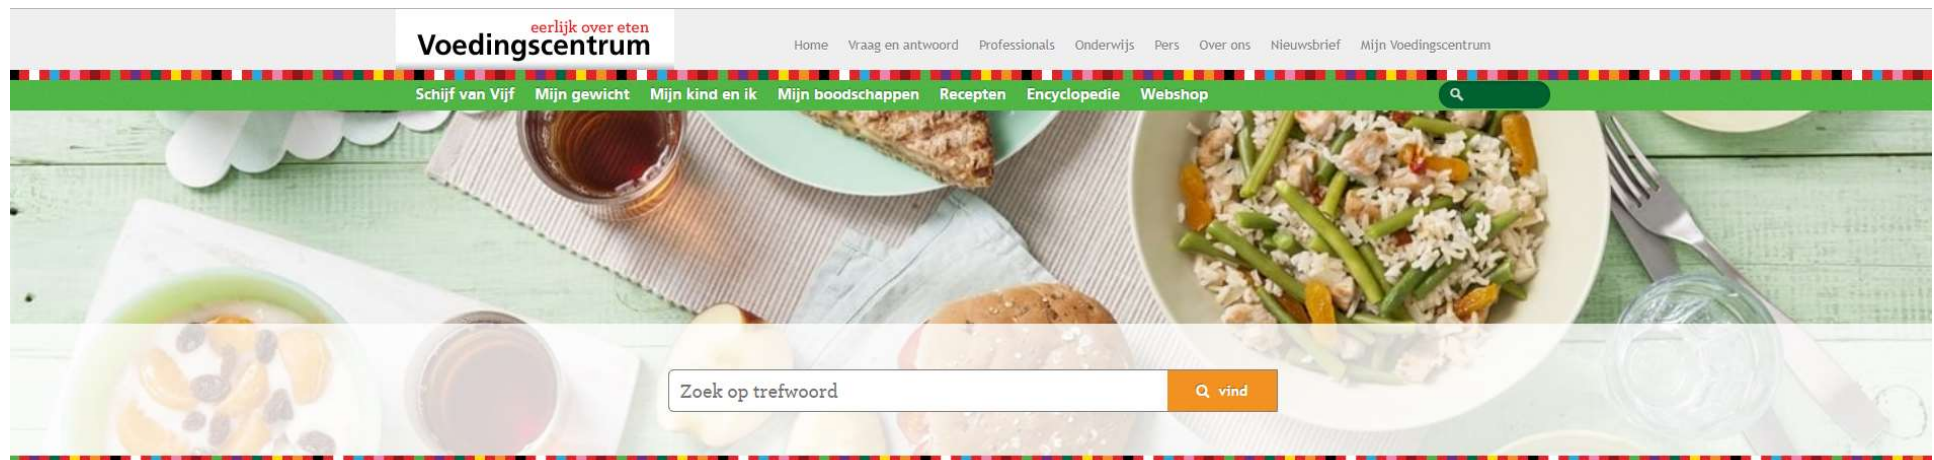 eerlijk over eten
Voedingscentrum
Home Vraag en antwoord Professionals Onderwijs Pers Over ons Nieuwsbrief Mijn Voedingscentrum
Schijf van Vijf Mijn gewicht Mijn kind en ik Mijn boodschappen Recepten Encyclopedie Webshop
Zoek op trefwoord vind